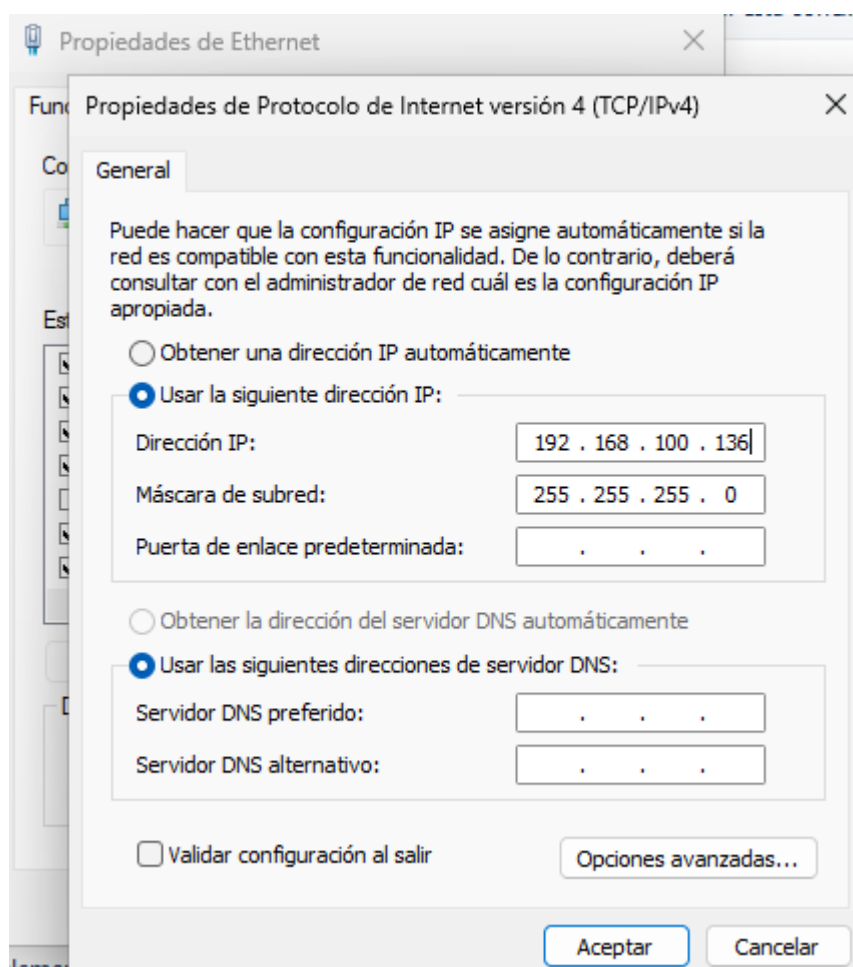 Propiedades de Ethernet
Propiedades de Protocolo de Internet versión 4 (TCP/IPv4)
General
Puede hacer que la configuración IP se asigne automáticamente si la
red es compatible con esta funcionalidad. De lo contrario, deberá
consultar con el administrador de red cuál es la configuración IP
apropiada.
Obtener una dirección IP automáticamente
Usar la siguiente dirección IP:
Dirección IP: 192 . 168 . 100 . 136
Máscara de subred: 255 . 255 . 255 . 0
Puerta de enlace predeterminada: . . .
Obtener la dirección del servidor DNS automáticamente
Usar las siguientes direcciones de servidor DNS:
Servidor DNS preferido: . . .
Servidor DNS alternativo: . . .
Validar configuración al salir
Opciones avanzadas...
Aceptar Cancelar